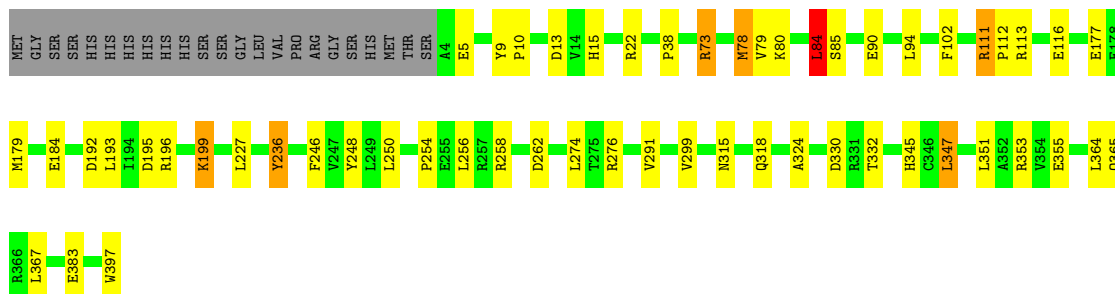 MET GLY SER SER HIS HIS HIS HIS HIS HIS SER SER GLY LEU VAL PRO ARG GLY SER HIS MET THR SER A4 E5 Y9 P10 D13 V14 H15 R22 P38 R73 M78 V79 K80 L84 S85 E90 L94 F102 R111 P112 R113 E116 E177 E178
M179 E184 D192 L193 I194 D195 R196 K199 L227 Y236 F246 V247 Y248 L249 L250 P254 E255 L256 R257 R258 D262 L274 T275 R276 V291 V299 N315 Q318 A324 D330 R331 T332 H345 C346 L347 L351 A352 R353 V354 E355 L364
R366 L367 E383 W397